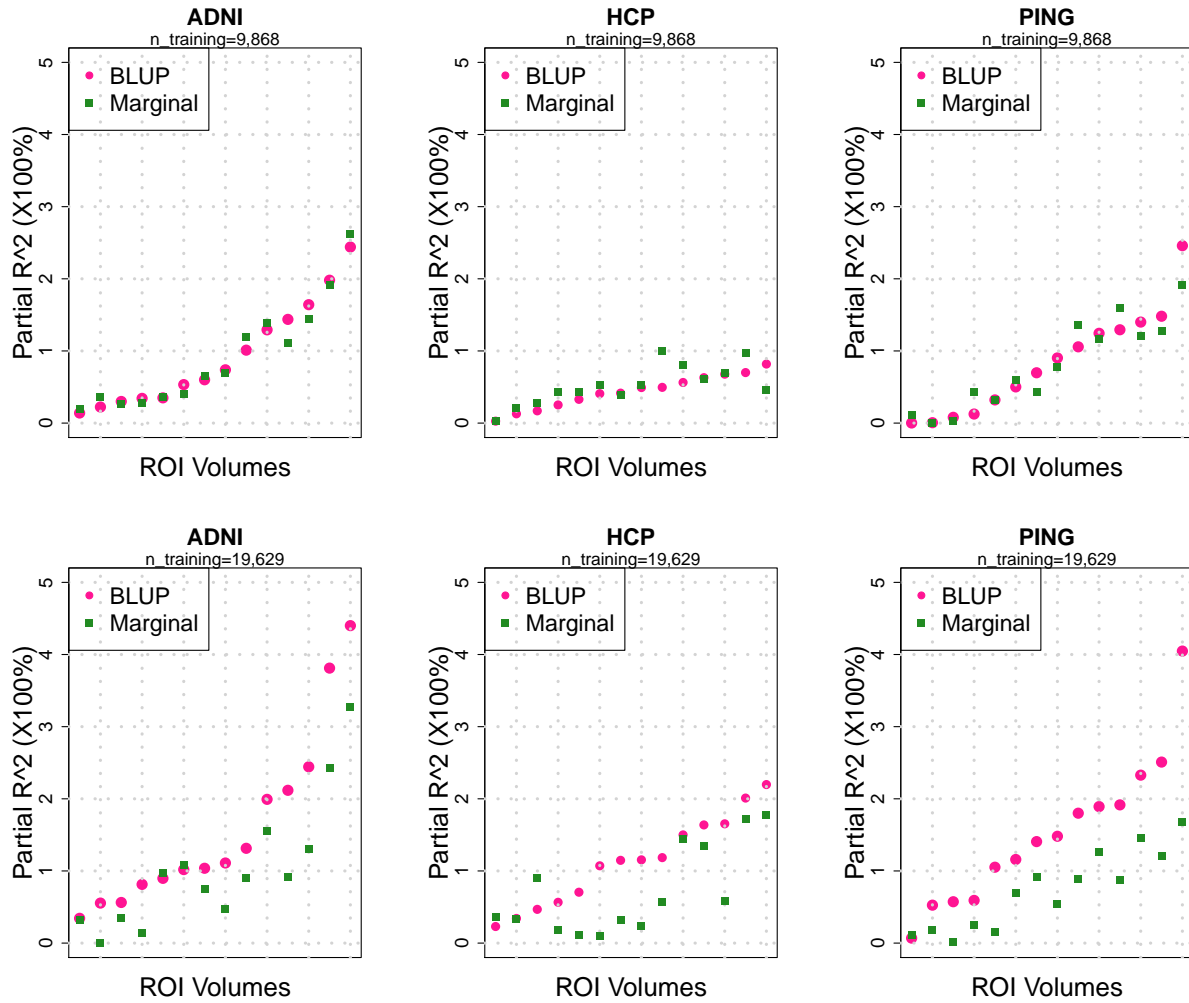 ADNI
n_training=9,868
BLUP
Marginal
Partial R^2 (X100%)
0 1 2 3 4 5
ROI Volumes
HCP
n_training=9,868
BLUP
Marginal
Partial R^2 (X100%)
0 1 2 3 4 5
ROI Volumes
PING
n_training=9,868
BLUP
Marginal
Partial R^2 (X100%)
0 1 2 3 4 5
ROI Volumes
ADNI
n_training=19,629
BLUP
Marginal
Partial R^2 (X100%)
0 1 2 3 4 5
ROI Volumes
HCP
n_training=19,629
BLUP
Marginal
Partial R^2 (X100%)
0 1 2 3 4 5
ROI Volumes
PING
n_training=19,629
BLUP
Marginal
Partial R^2 (X100%)
0 1 2 3 4 5
ROI Volumes